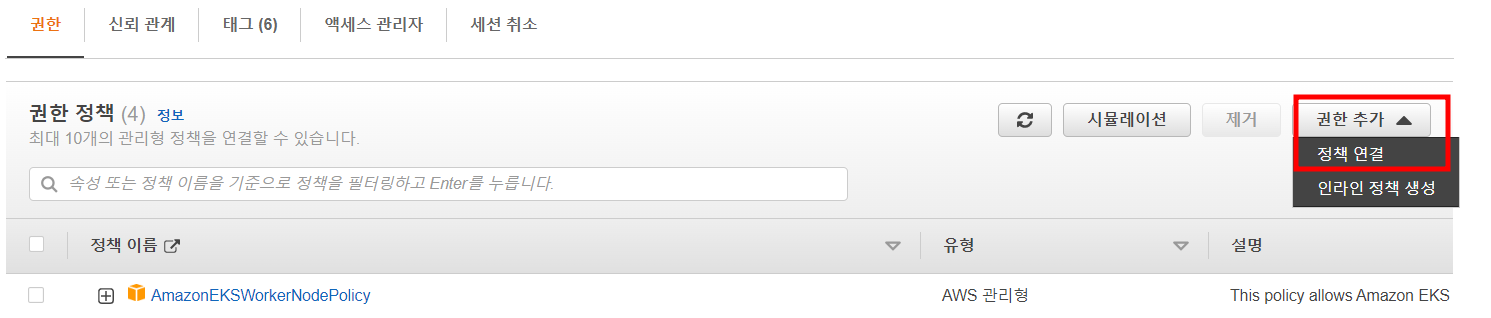 권한 신뢰 관계 태그 (6) 액세스 관리자 세션 취소
권한 정책 (4) 정보
최대 10개의 관리형 정책을 연결할 수 있습니다.
시뮬레이션 제거 권한 추가
정책 연결
인라인 정책 생성
속성 또는 정책 이름을 기준으로 정책을 필터링하고 Enter를 누릅니다.
정책 이름 유형 설명
AmazonEKSWorkerNodePolicy AWS 관리형 This policy allows Amazon EKS